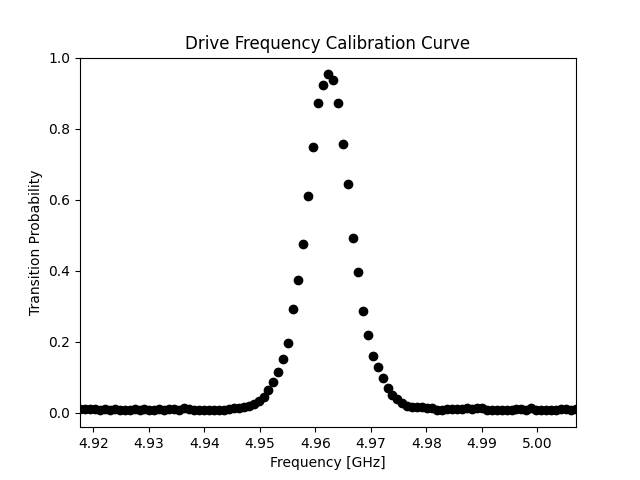 Drive Frequency Calibration Curve
1.0
0.8
0.6
0.4
0.2
0.0
Transition Probability
4.92 4.93 4.94 4.95 4.96 4.97 4.98 4.99 5.00
Frequency [GHz]